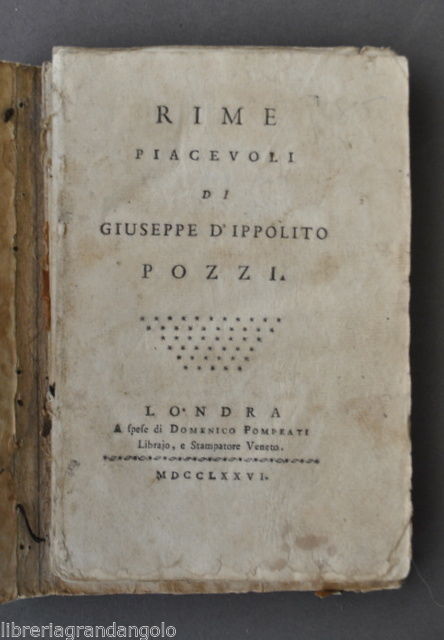 RIME
PIACEVOLI
DI
GIUSEPPE D'IPPOLITO
POZZI.
LONDRA
A spese di DOMENICO POMPEATI
Librajo, e Stampatore Veneto.
MDCCLXXVI.
libreriagrandangolo